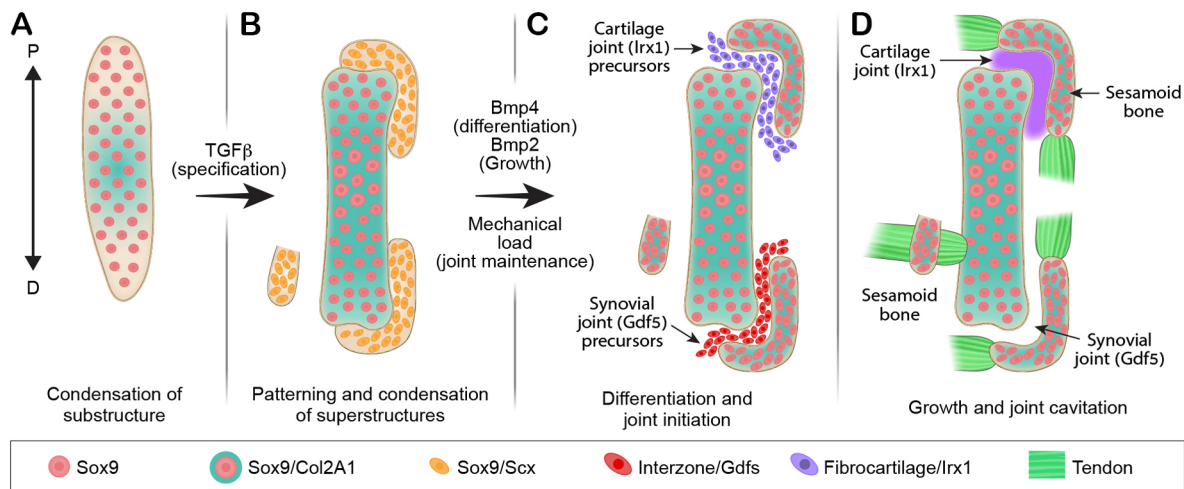 A
P
D
Condensation of
substructure
TGFβ
(specification)
B
Patterning and condensation
of superstructures
Bmp4
(differentiation)
Bmp2
(Growth)
Mechanical
load
(joint maintenance)
C
Cartilage
joint (Irx1)
precursors
Synovial
joint (Gdf5)
precursors
Differentiation and
joint initiation
D
Cartilage
joint (Irx1)
Sesamoid
bone
Sesamoid
bone
Synovial
joint (Gdf5)
Growth and joint cavitation
Sox9
Sox9/Col2A1
Sox9/Scx
Interzone/Gdfs
Fibrocartilage/Irx1
Tendon